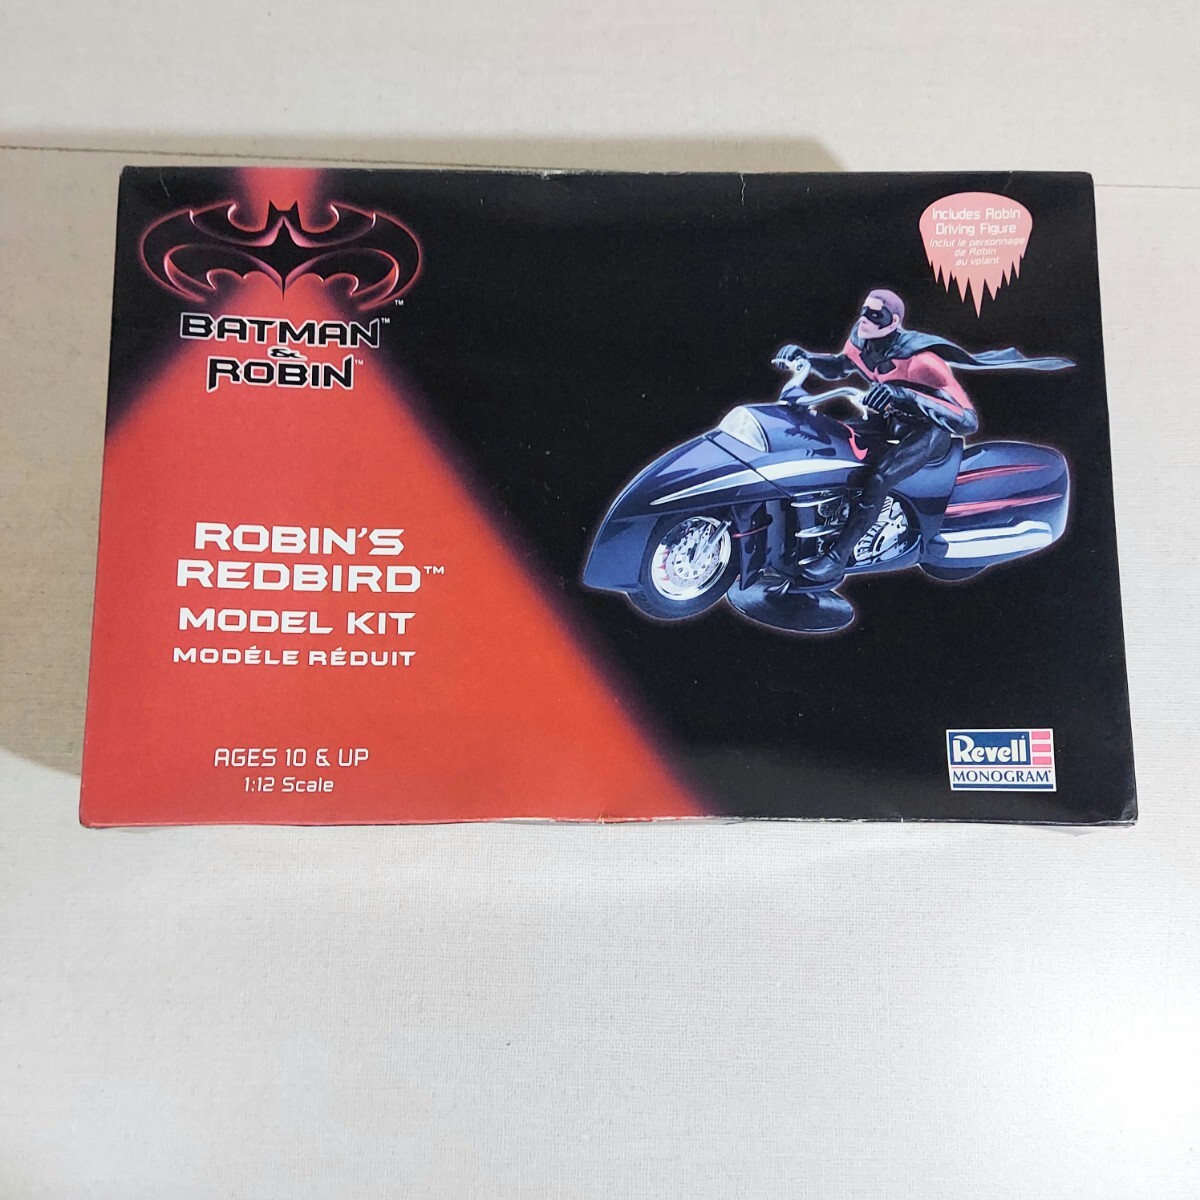 BATMAN™
&
ROBIN™
Includes Robin
Driving Figure
Inclut le personnage
de Robin
au volant
ROBIN'S
REDBIRD™
MODEL KIT
MODÉLE RÉDUIT
AGES 10 & UP
1:12 Scale
Revell
MONOGRAM